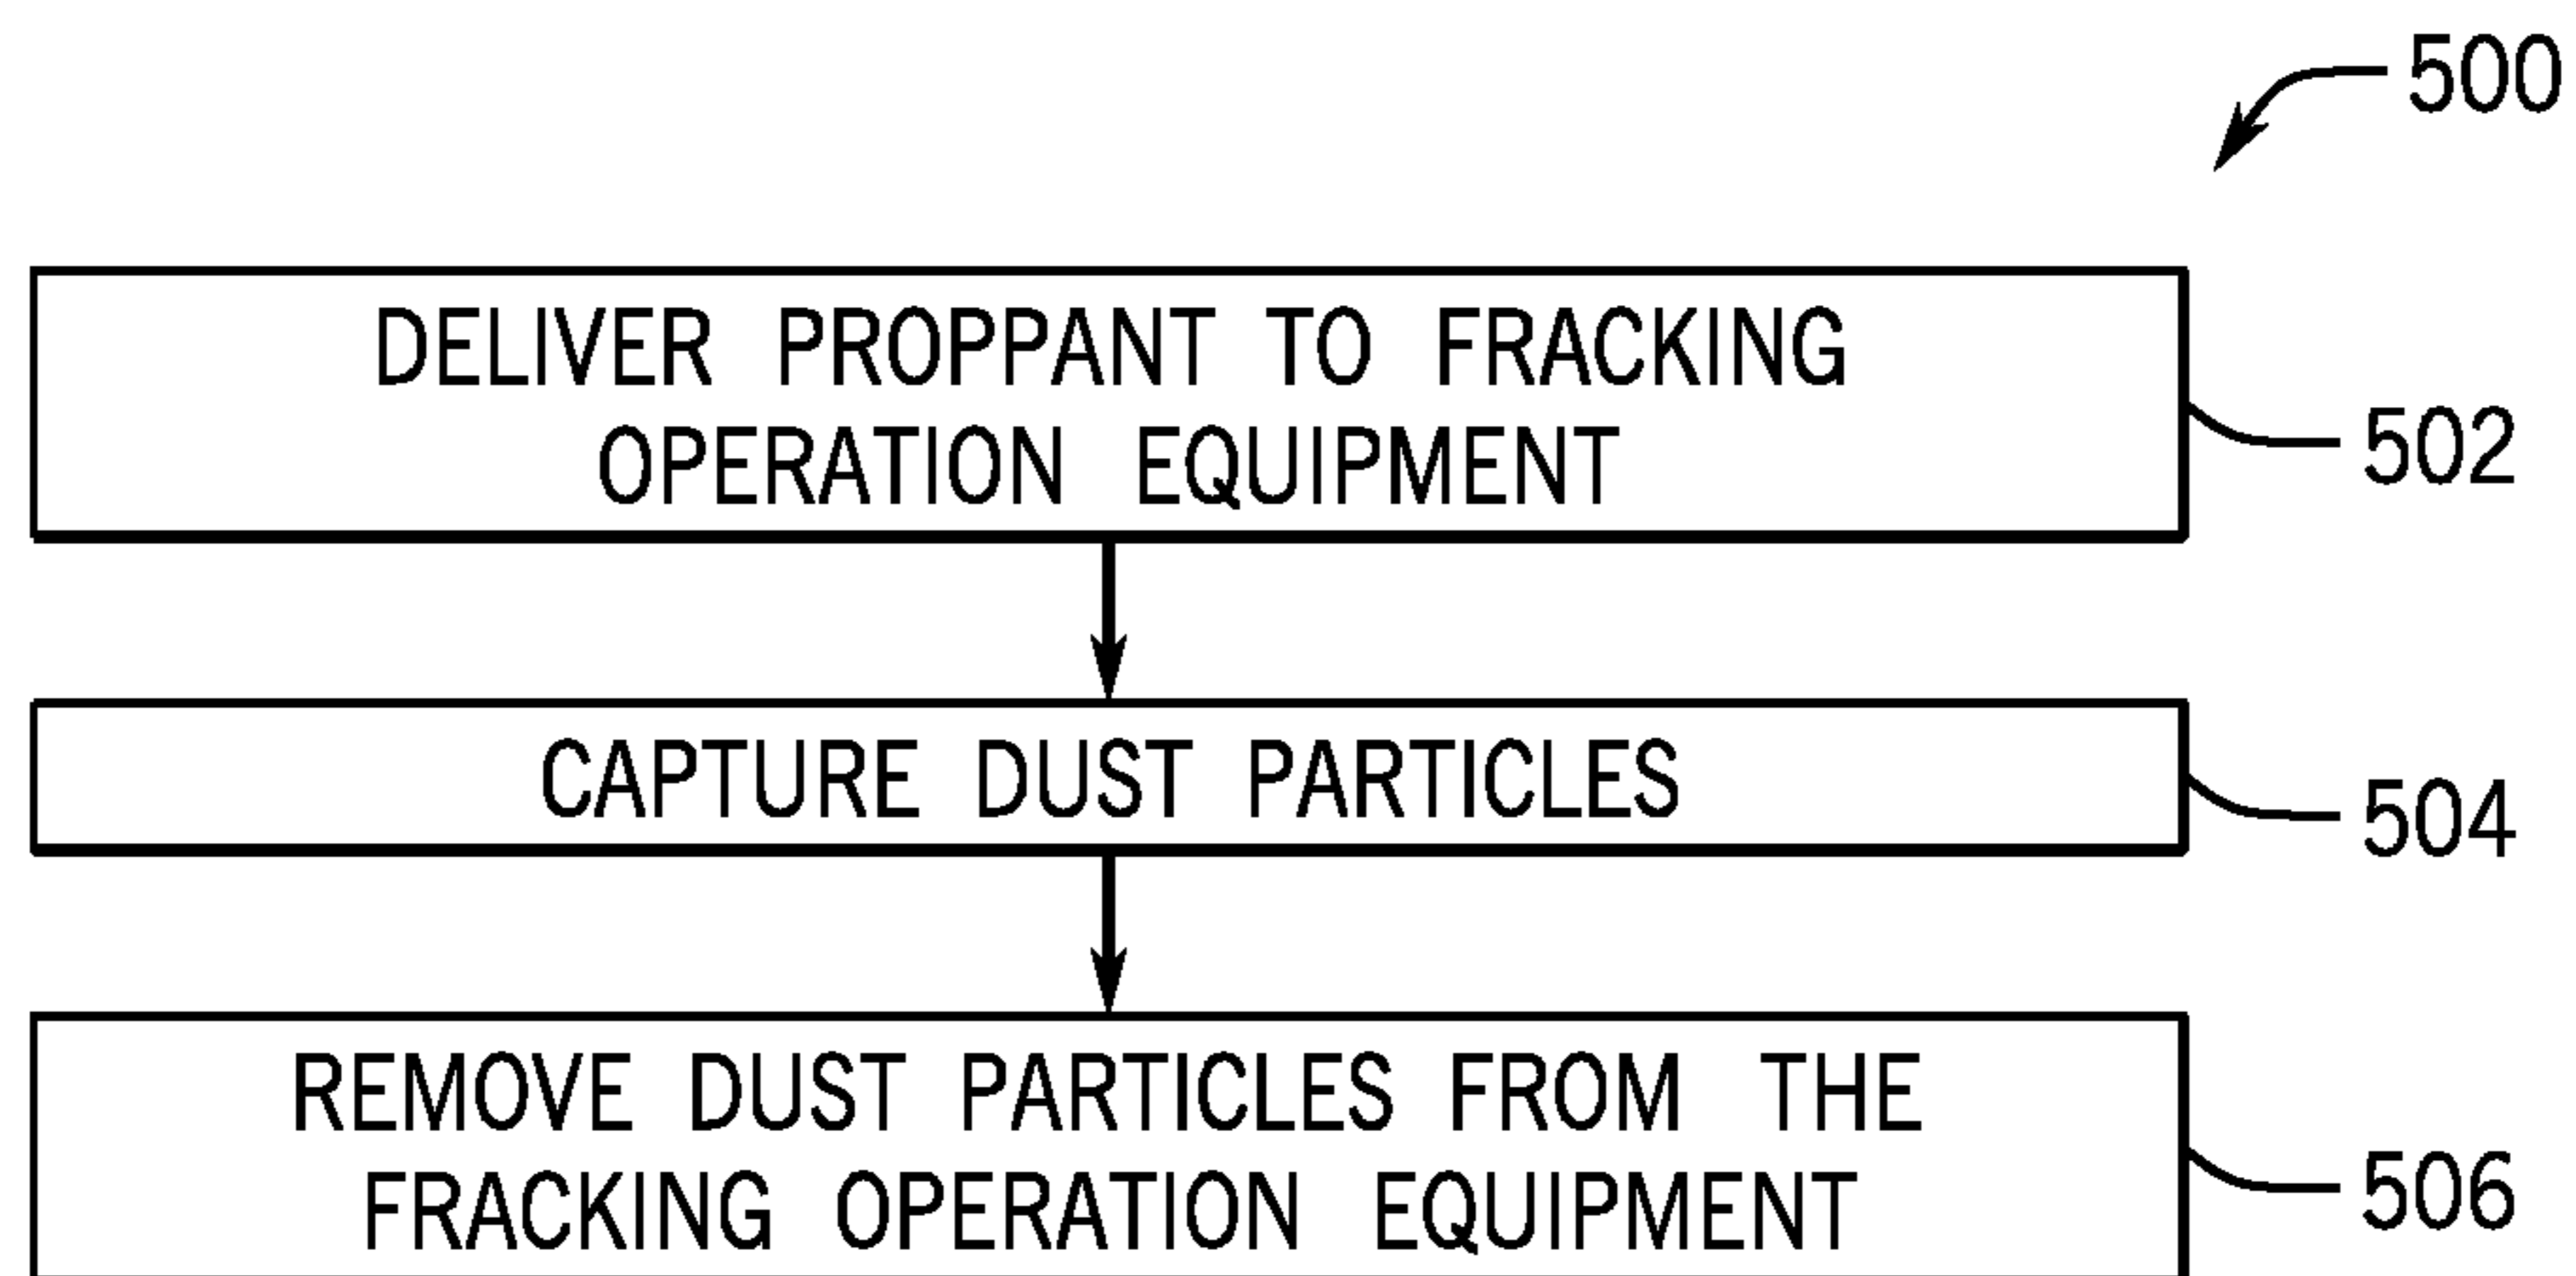 500
DELIVER PROPPANT TO FRACKING
OPERATION EQUIPMENT
502
CAPTURE DUST PARTICLES
504
REMOVE DUST PARTICLES FROM THE
FRACKING OPERATION EQUIPMENT
506